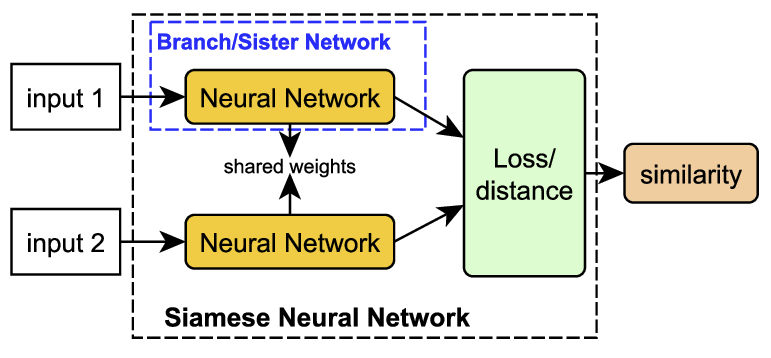 Branch/Sister Network
input 1
Neural Network
shared weights
Loss/
distance
similarity
input 2
Neural Network
Siamese Neural Network